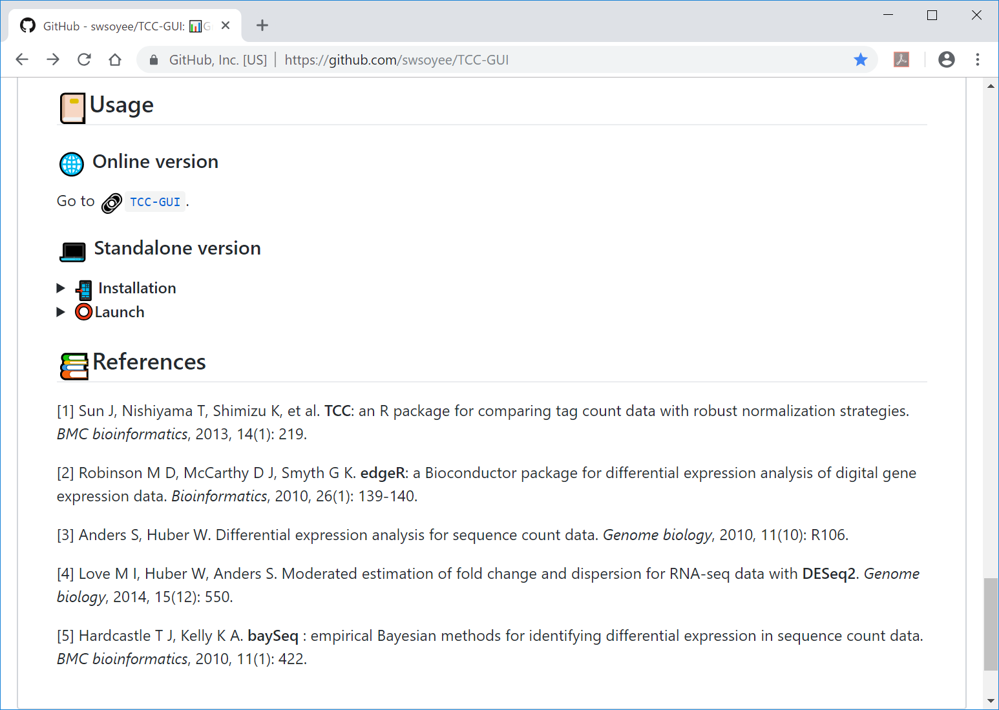 GitHub - swsoyee/TCC-GUI: 📊G
GitHub, Inc. [US] | https://github.com/swsoyee/TCC-GUI
Usage
Online version
Go to TCC-GUI.
Standalone version
Installation
Launch
References
[1] Sun J, Nishiyama T, Shimizu K, et al. TCC: an R package for comparing tag count data with robust normalization strategies.
BMC bioinformatics, 2013, 14(1): 219.
[2] Robinson M D, McCarthy D J, Smyth G K. edgeR: a Bioconductor package for differential expression analysis of digital gene
expression data. Bioinformatics, 2010, 26(1): 139-140.
[3] Anders S, Huber W. Differential expression analysis for sequence count data. Genome biology, 2010, 11(10): R106.
[4] Love M I, Huber W, Anders S. Moderated estimation of fold change and dispersion for RNA-seq data with DESeq2. Genome
biology, 2014, 15(12): 550.
[5] Hardcastle T J, Kelly K A. baySeq : empirical Bayesian methods for identifying differential expression in sequence count data.
BMC bioinformatics, 2010, 11(1): 422.